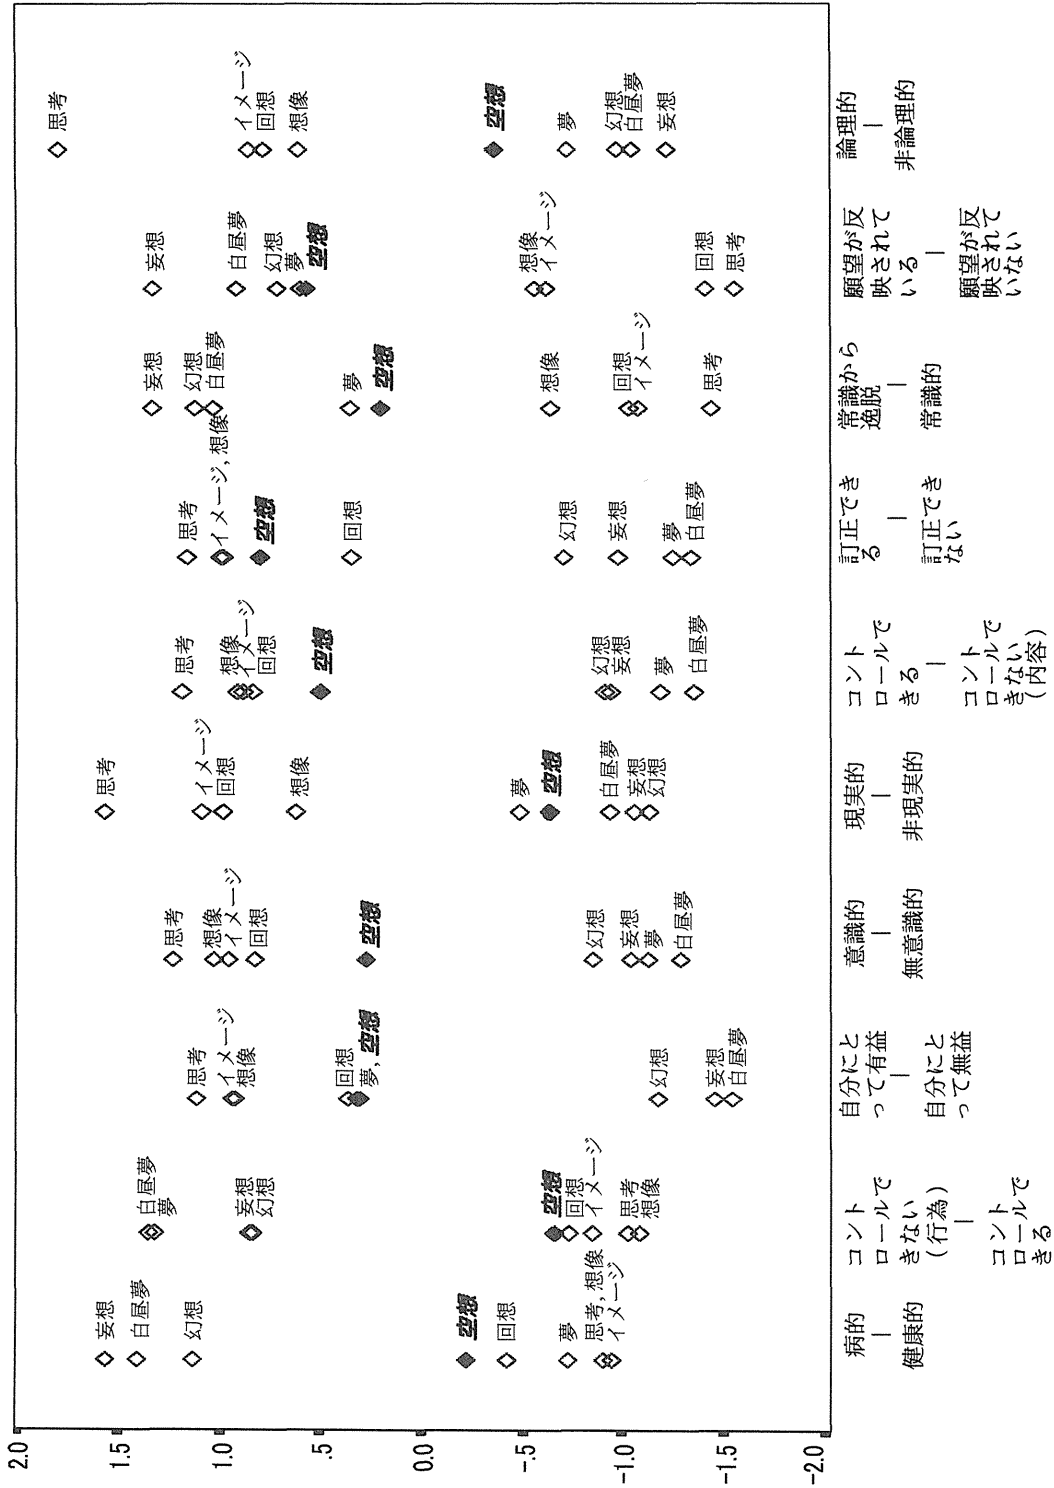 2.0
1.5
1.0
.5
0.0
-.5
-1.0
-1.5
-2.0
妄想
白昼夢
幻想
空想
回想
夢
思考, 想像
イメージ
病的
|
健康的
白昼夢
夢
妄想
幻想
空想
回想
イメージ
思考
想像
コント
ロールで
きない
(行為)
|
コント
ロールで
きる
思考
イメージ
想像
回想
夢, 空想
幻想
妄想
白昼夢
自分にと
って有益
|
自分にと
って無益
思考
想像
イメージ
回想
空想
幻想
妄想
夢
白昼夢
意識的
|
無意識的
思考
イメージ
回想
想像
夢
空想
白昼夢
妄想
幻想
現実的
|
非現実的
思考
想像
イメージ
回想
空想
幻想
妄想
夢
白昼夢
コント
ロールで
きる
|
コント
ロールで
きない
(内容)
思考
イメージ, 想像
空想
回想
幻想
妄想
夢
白昼夢
訂正でき
る
|
訂正でき
ない
妄想
幻想
白昼夢
夢
空想
想像
回想
イメージ
思考
常識から
逸脱
|
常識的
妄想
白昼夢
幻想
夢
空想
想像
イメージ
回想
思考
願望が反
映されて
いる
|
願望が反
映されて
いない
思考
イメージ
回想
想像
空想
夢
幻想
白昼夢
妄想
論理的
|
非論理的